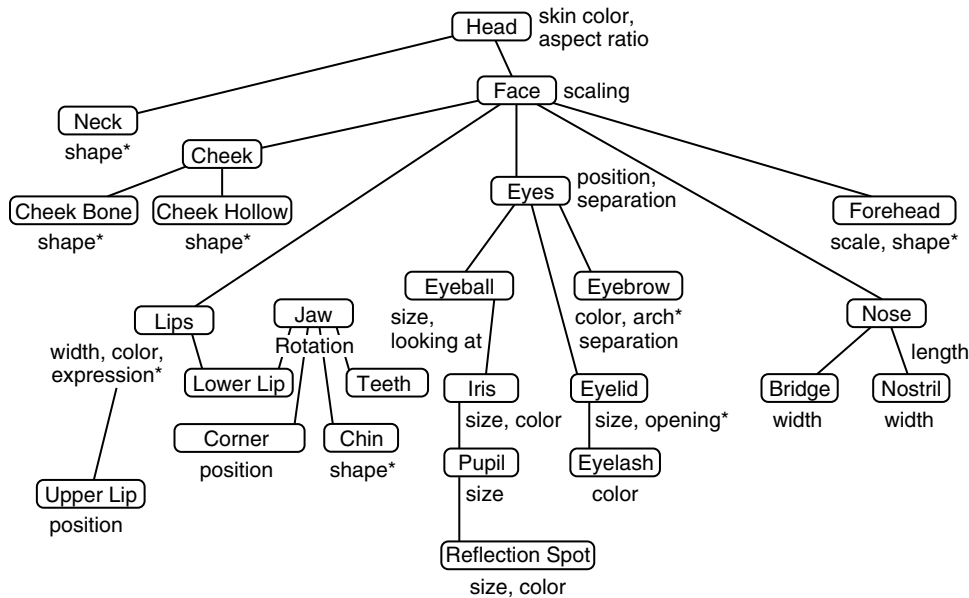 Head
skin color,
aspect ratio
Face
scaling
Neck
shape*
Cheek
Cheek Bone
shape*
Cheek Hollow
shape*
Eyes
position,
separation
Forehead
scale, shape*
Eyeball
size,
looking at
Eyebrow
color, arch*
separation
Lips
width, color,
expression*
Jaw
Rotation
Nose
length
Lower Lip
Teeth
Iris
size, color
Eyelid
size, opening*
Bridge
width
Nostril
width
Corner
position
Chin
shape*
Pupil
size
Eyelash
color
Upper Lip
position
Reflection Spot
size, color